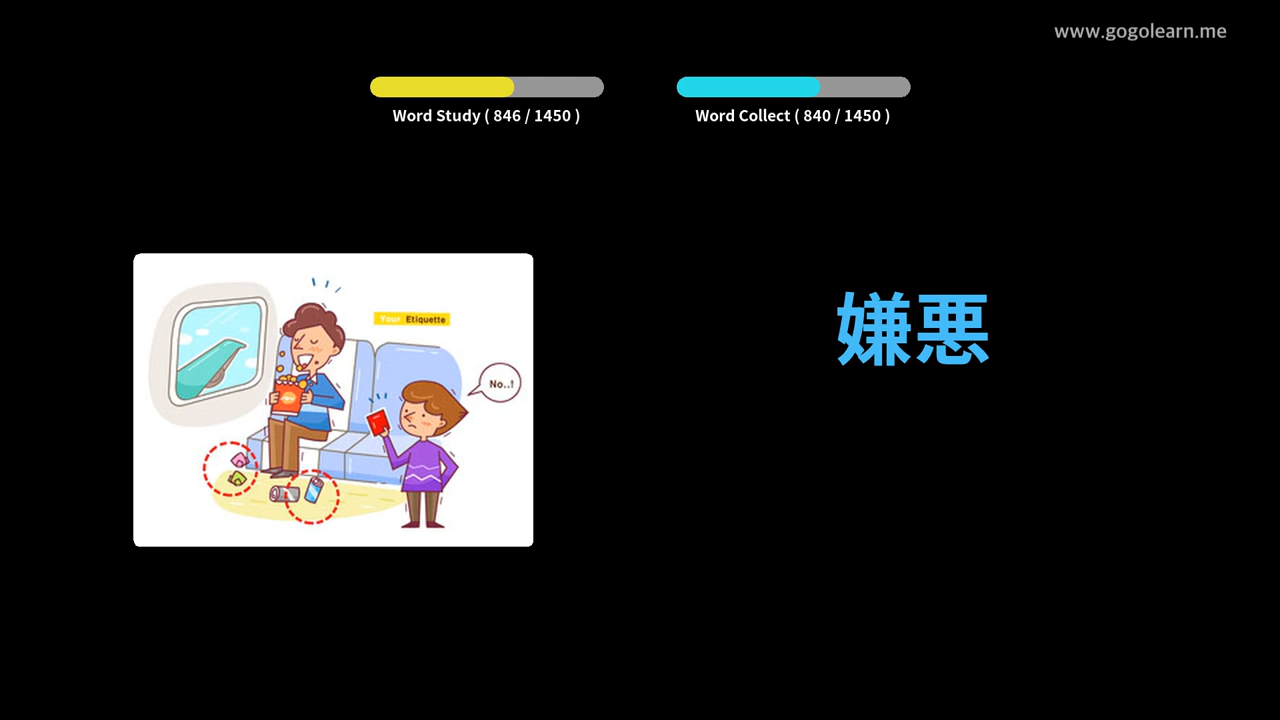 www.gogolearn.me
Word Study ( 846 / 1450 )
Word Collect ( 840 / 1450 )
Your Etiquette
No..!
嫌悪